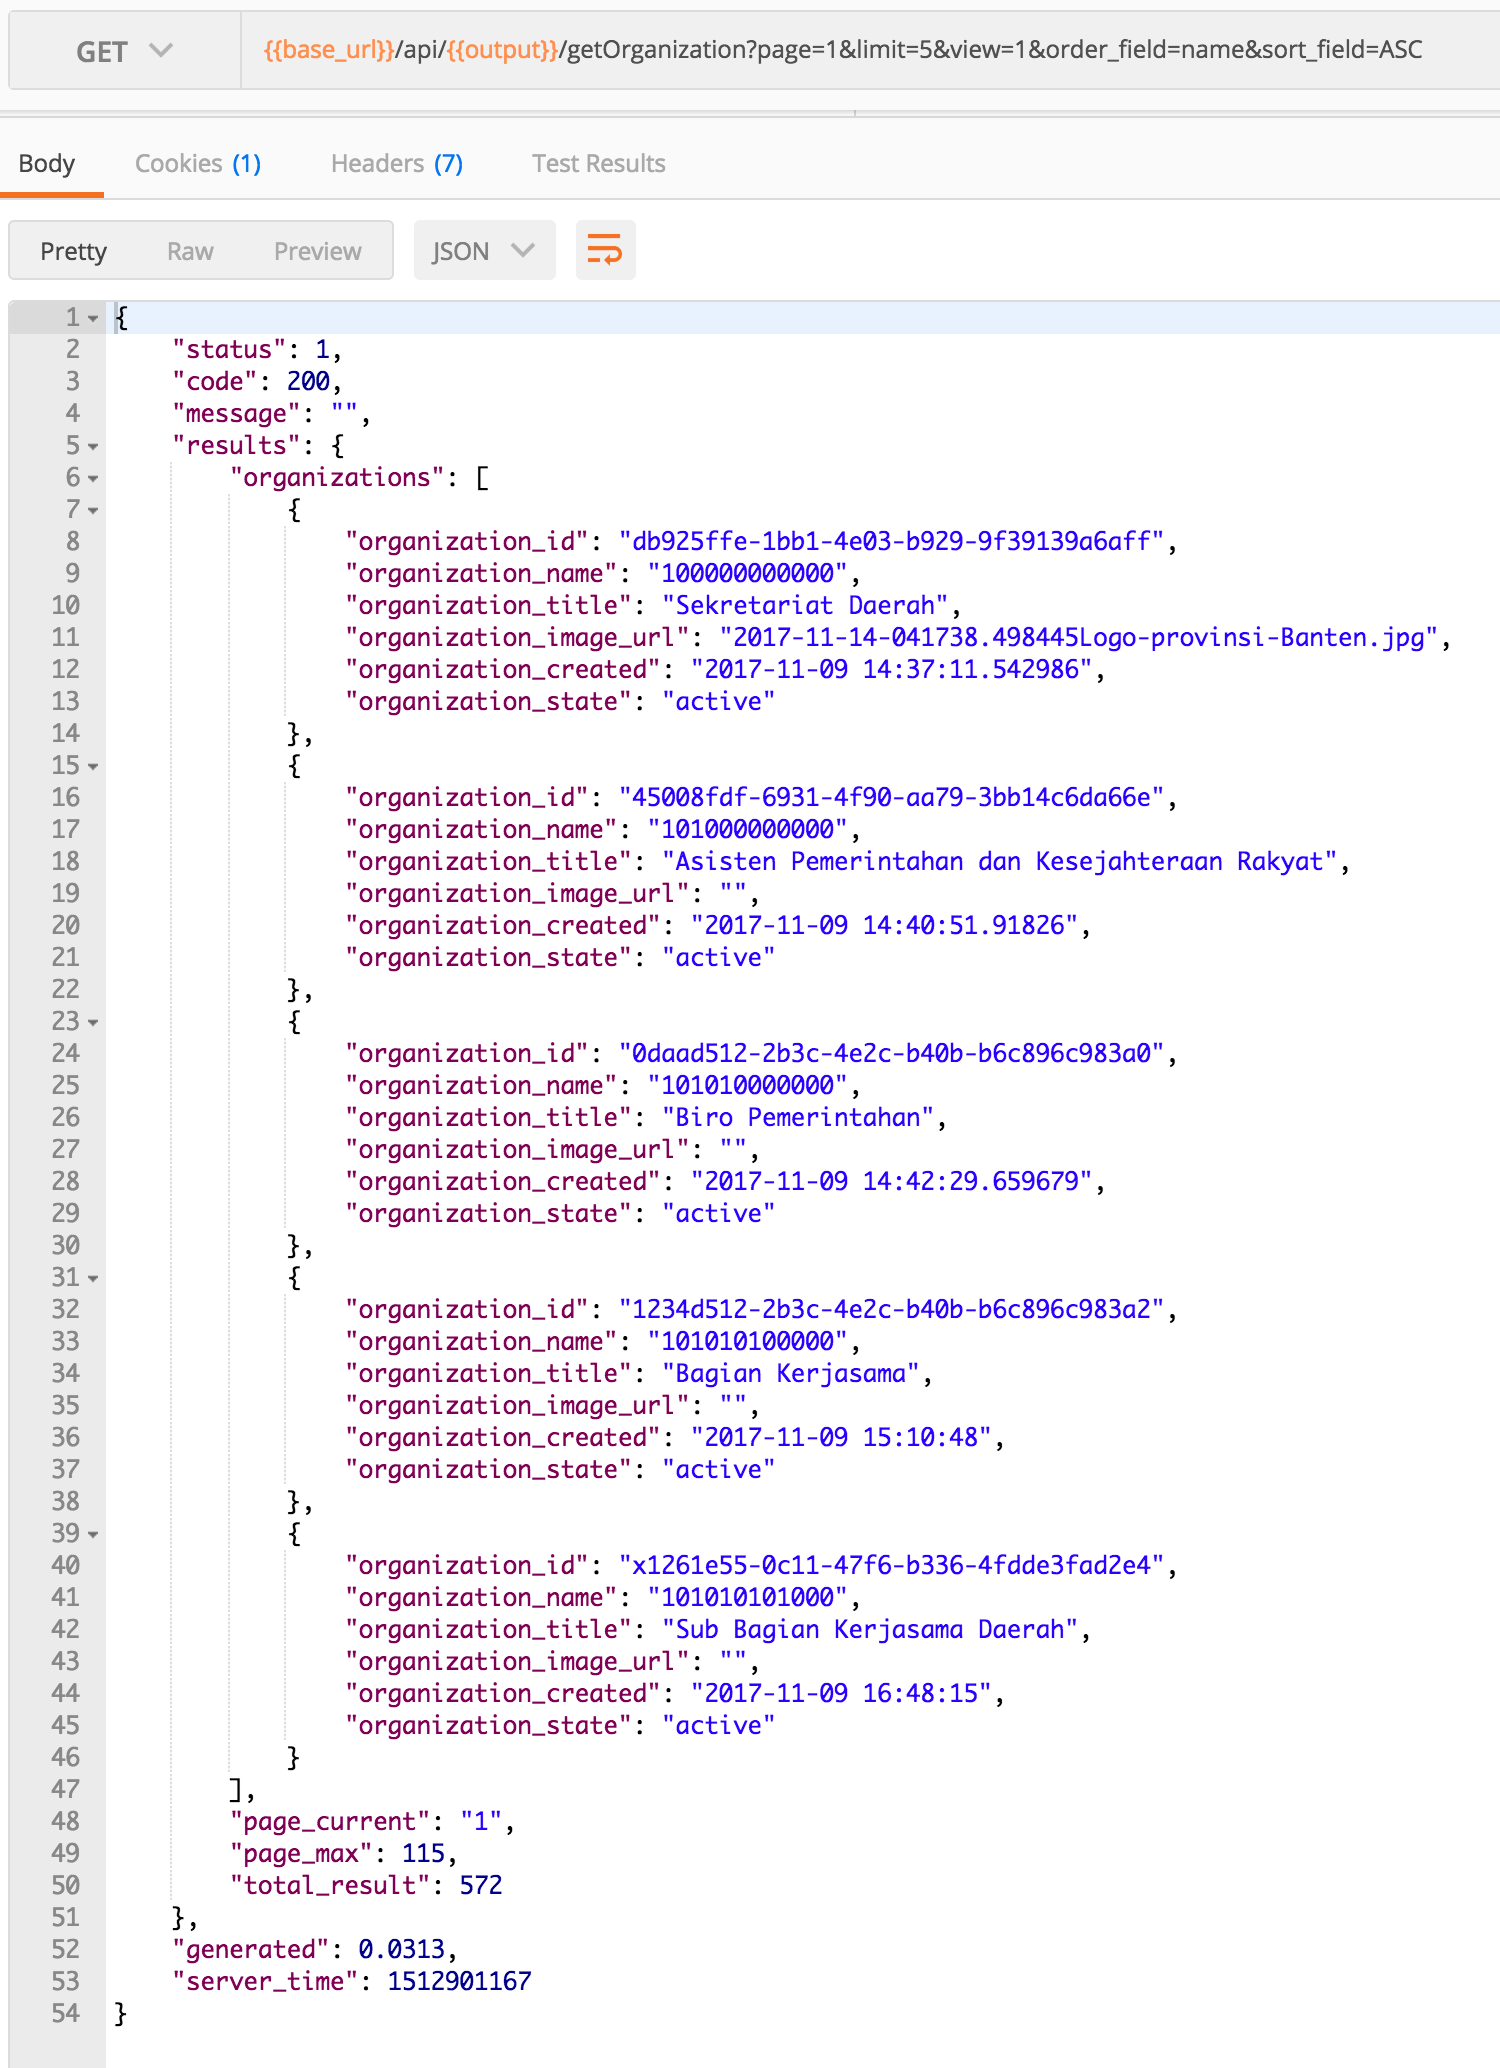 GET {{base_url}}/api/{{output}}/getOrganization?page=1&limit=5&view=1&order_field=name&sort_field=ASC
Body Cookies (1) Headers (7) Test Results
Pretty Raw Preview JSON
1 {
2 "status": 1,
3 "code": 200,
4 "message": "",
5 "results": {
6 "organizations": [
7 {
8 "organization_id": "db925ffe-1bb1-4e03-b929-9f39139a6aff",
9 "organization_name": "100000000000",
10 "organization_title": "Sekretariat Daerah",
11 "organization_image_url": "2017-11-14-041738.498445Logo-provinsi-Banten.jpg",
12 "organization_created": "2017-11-09 14:37:11.542986",
13 "organization_state": "active"
14 },
15 {
16 "organization_id": "45008fdf-6931-4f90-aa79-3bb14c6da66e",
17 "organization_name": "101000000000",
18 "organization_title": "Asisten Pemerintahan dan Kesejahteraan Rakyat",
19 "organization_image_url": "",
20 "organization_created": "2017-11-09 14:40:51.91826",
21 "organization_state": "active"
22 },
23 {
24 "organization_id": "0daad512-2b3c-4e2c-b40b-b6c896c983a0",
25 "organization_name": "101010000000",
26 "organization_title": "Biro Pemerintahan",
27 "organization_image_url": "",
28 "organization_created": "2017-11-09 14:42:29.659679",
29 "organization_state": "active"
30 },
31 {
32 "organization_id": "1234d512-2b3c-4e2c-b40b-b6c896c983a2",
33 "organization_name": "101010100000",
34 "organization_title": "Bagian Kerjasama",
35 "organization_image_url": "",
36 "organization_created": "2017-11-09 15:10:48",
37 "organization_state": "active"
38 },
39 {
40 "organization_id": "x1261e55-0c11-47f6-b336-4fdde3fad2e4",
41 "organization_name": "101010101000",
42 "organization_title": "Sub Bagian Kerjasama Daerah",
43 "organization_image_url": "",
44 "organization_created": "2017-11-09 16:48:15",
45 "organization_state": "active"
46 }
47 ],
48 "page_current": "1",
49 "page_max": 115,
50 "total_result": 572
51 },
52 "generated": 0.0313,
53 "server_time": 1512901167
54 }